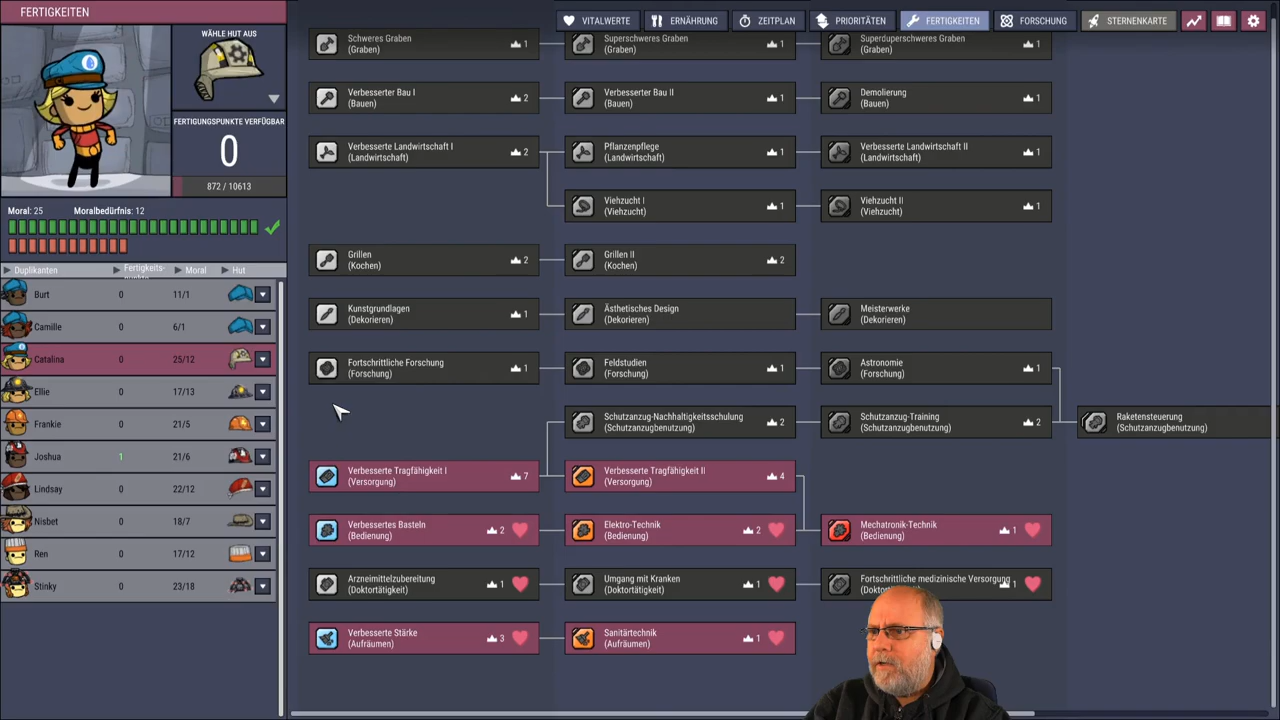 FERTIGKEITEN
VITALWERTE
ERNÄHRUNG
ZEITPLAN
PRIORITÄTEN
FERTIGKEITEN
FORSCHUNG
STERNENKARTE
WÄHLE HUT AUS
FERTIGUNGSPUNKTE VERFÜGBAR
0
872 / 10613
Moral: 25
Moralbedürfnis: 12
Duplikanten
Fertigkeits-
Moral
Hut
Burt 0 11/1
Camille 0 6/1
Catalina 0 25/12
Ellie 0 17/13
Frankie 0 21/5
Joshua 1 21/6
Lindsay 0 22/12
Nisbet 0 18/7
Ren 0 17/12
Stinky 0 23/18
Schweres Graben
(Graben)
1
Superschweres Graben
(Graben)
1
Superduperschweres Graben
(Graben)
1
Verbesserter Bau I
(Bauen)
2
Verbesserter Bau II
(Bauen)
1
Demolierung
(Bauen)
1
Verbesserte Landwirtschaft I
(Landwirtschaft)
2
Pflanzenpflege
(Landwirtschaft)
1
Verbesserte Landwirtschaft II
(Landwirtschaft)
1
Viehzucht I
(Viehzucht)
1
Viehzucht II
(Viehzucht)
1
Grillen
(Kochen)
2
Grillen II
(Kochen)
2
Kunstgrundlagen
(Dekorieren)
1
Ästhetisches Design
(Dekorieren)
Meisterwerke
(Dekorieren)
Fortschrittliche Forschung
(Forschung)
1
Feldstudien
(Forschung)
1
Astronomie
(Forschung)
1
Schutzanzug-Nachhaltigkeitsschulung
(Schutzanzugbenutzung)
2
Schutzanzug-Training
(Schutzanzugbenutzung)
2
Raketensteuerung
(Schutzanzugbenutzung)
Verbesserte Tragfähigkeit I
(Versorgung)
7
Verbesserte Tragfähigkeit II
(Versorgung)
4
Verbessertes Basteln
(Bedienung)
2
Elektro-Technik
(Bedienung)
2
Mechatronik-Technik
(Bedienung)
1
Arzneimittelzubereitung
(Doktortätigkeit)
1
Umgang mit Kranken
(Doktortätigkeit)
1
Fortschrittliche medizinische Versorgung
1
Verbesserte Stärke
(Aufräumen)
3
Sanitärtechnik
(Aufräumen)
1